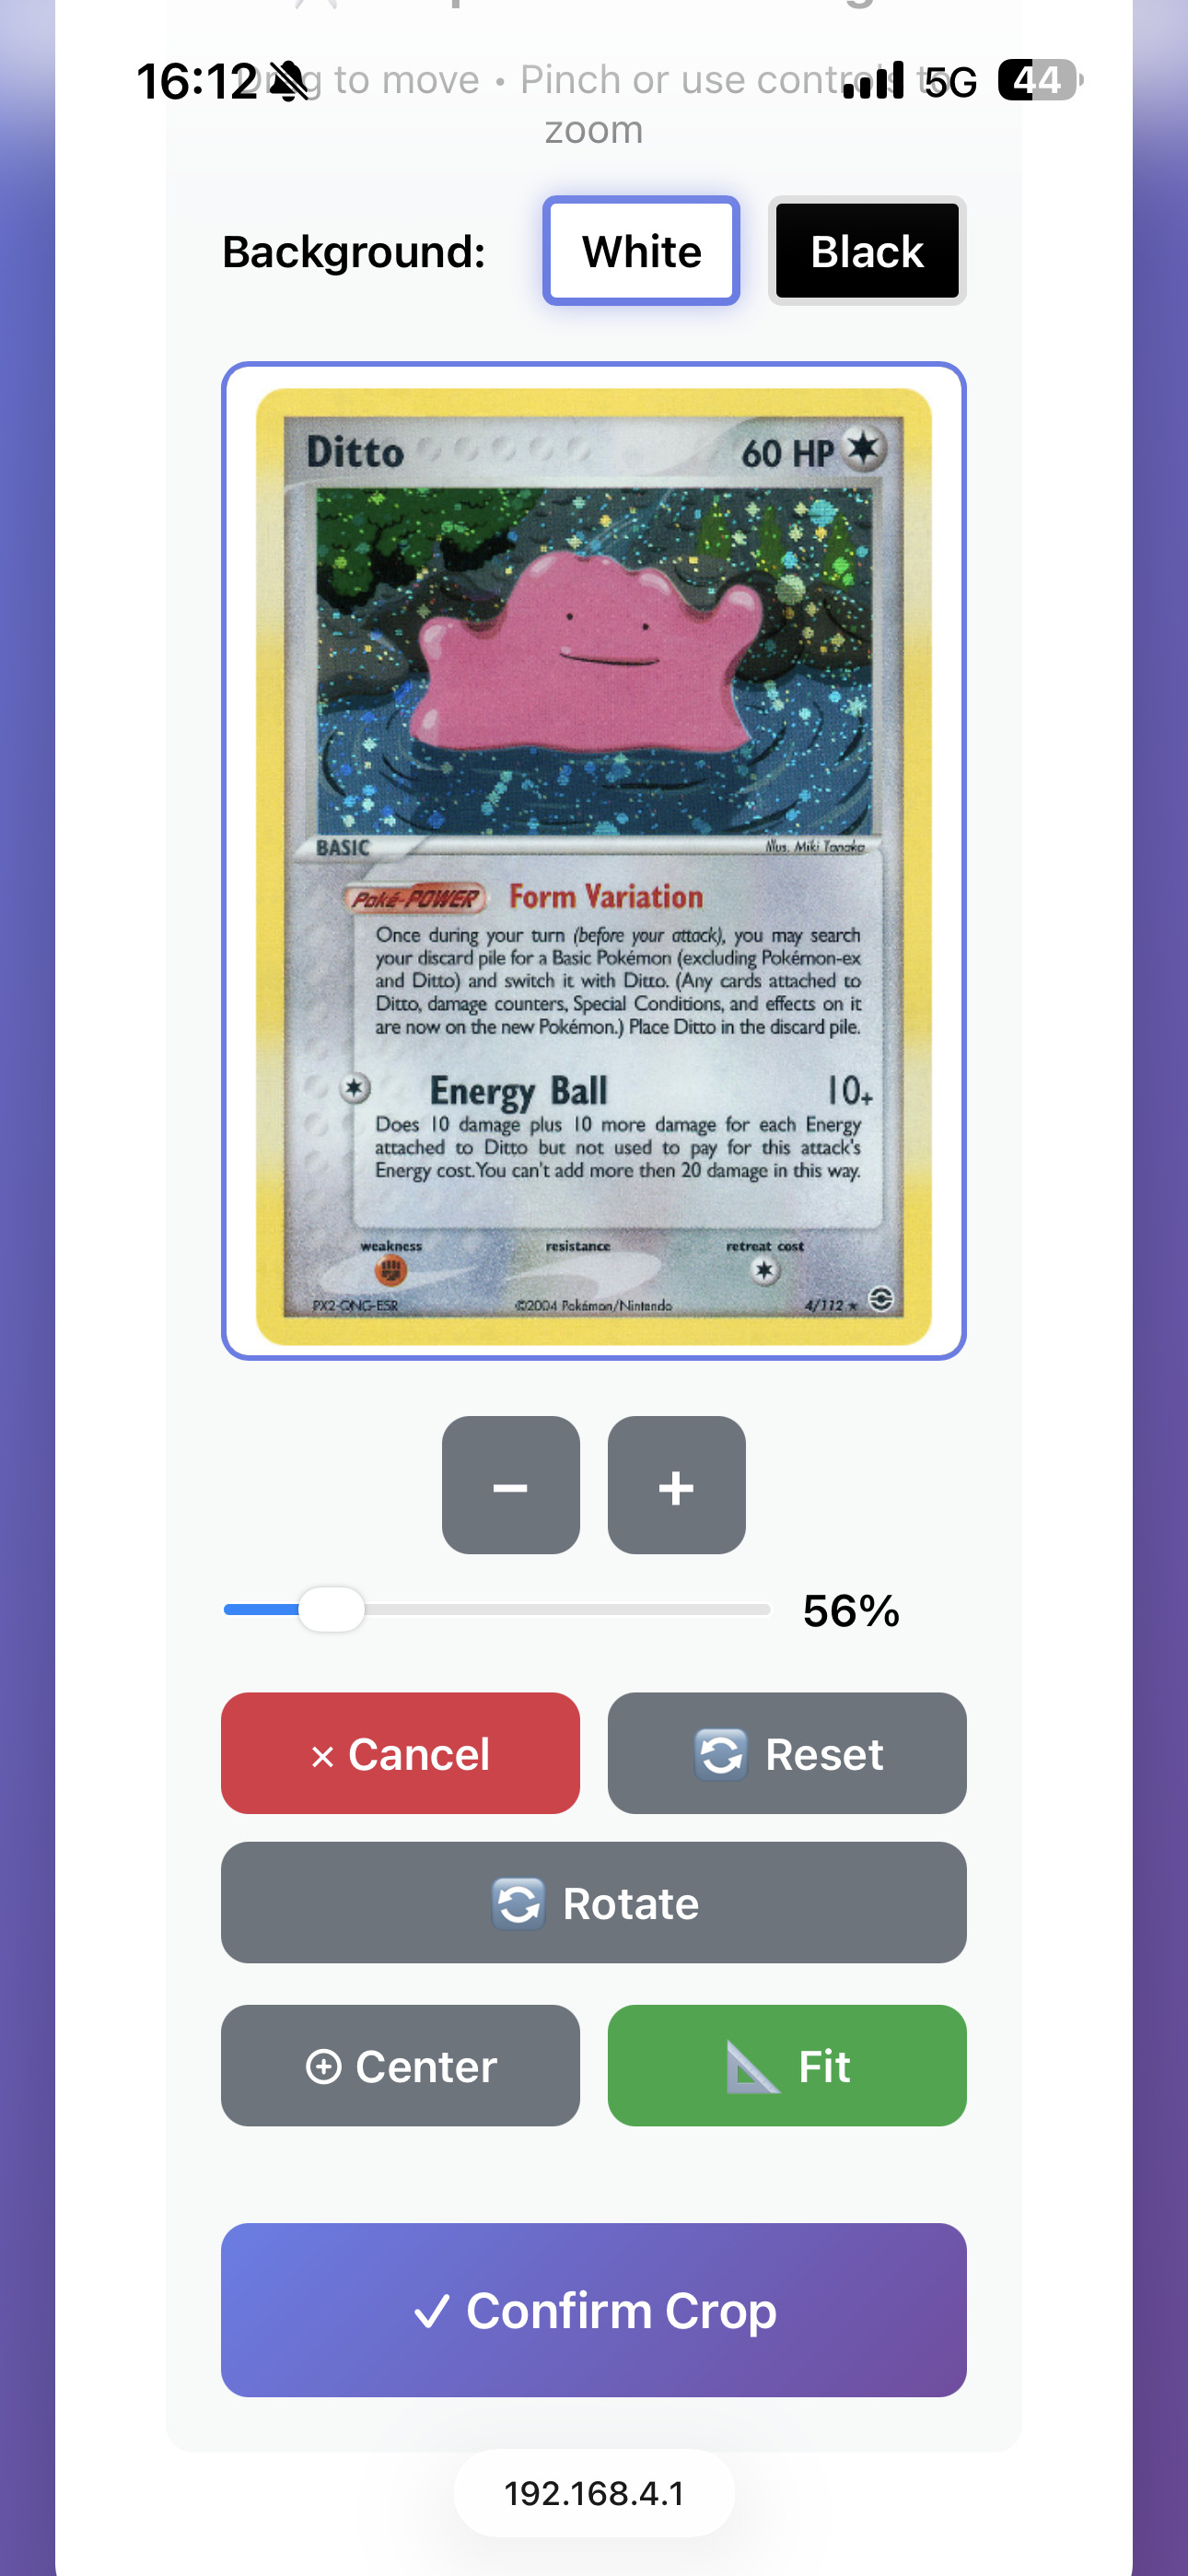 16:12
5G
44
Drag to move • Pinch or use controls to
zoom
Background:
White
Black
Ditto
60 HP
BASIC
Illus. Miki Tanaka
Poké-POWER
Form Variation
Once during your turn (before your attack), you may search
your discard pile for a Basic Pokémon (excluding Pokémon-ex
and Ditto) and switch it with Ditto. (Any cards attached to
Ditto, damage counters, Special Conditions, and effects on it
are now on the new Pokémon.) Place Ditto in the discard pile.
Energy Ball
10+
Does 10 damage plus 10 more damage for each Energy
attached to Ditto but not used to pay for this attack's
Energy cost. You can't add more then 20 damage in this way.
weakness
resistance
retreat cost
PX2-QNG-ESR
©2004 Pokémon/Nintendo
4/112 ★
−
+
56%
× Cancel
Reset
Rotate
Center
Fit
✓ Confirm Crop
192.168.4.1